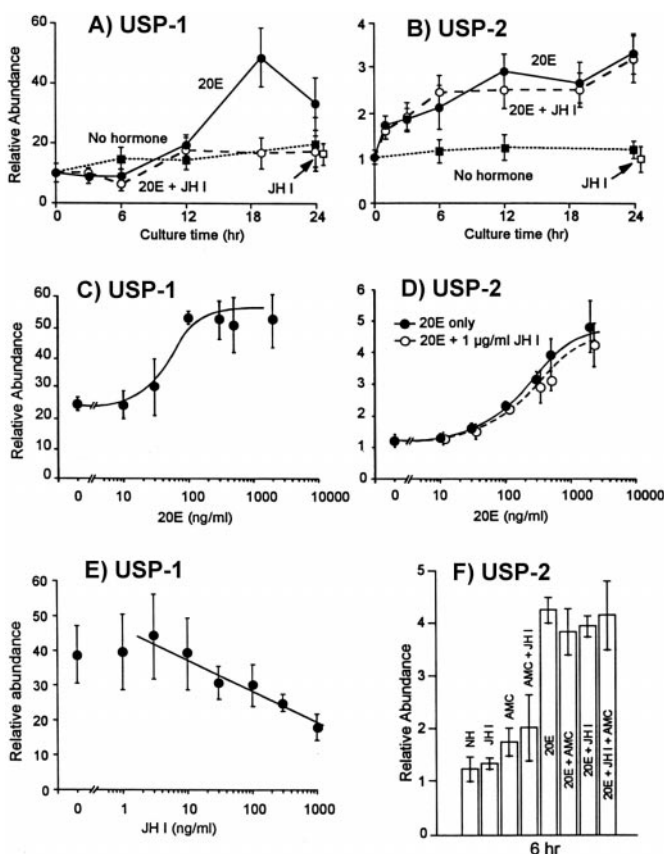 A) USP-1
Relative Abundance
60
40
20
10
0
20E
No hormone
20E + JH I
JH I
0 6 12 18 24
Culture time (hr)
B) USP-2
Relative Abundance
4
3
2
1
0
20E
20E + JH I
No hormone
JH I
0 6 12 18 24
Culture time (hr)
C) USP-1
Relative Abundance
60
50
40
30
20
10
0
0 10 100 1000 10000
20E (ng/ml)
D) USP-2
Relative Abundance
6
5
4
3
2
1
0
20E only
20E + 1 µg/ml JH I
0 10 100 1000 10000
20E (ng/ml)
E) USP-1
Relative abundance
60
50
40
30
20
10
0
0 1 10 100 1000
JH I (ng/ml)
F) USP-2
Relative Abundance
5
4
3
2
1
0
NH
JH I
AMC
AMC + JH I
20E
20E + AMC
20E + JH I
20E + JH I + AMC
6 hr